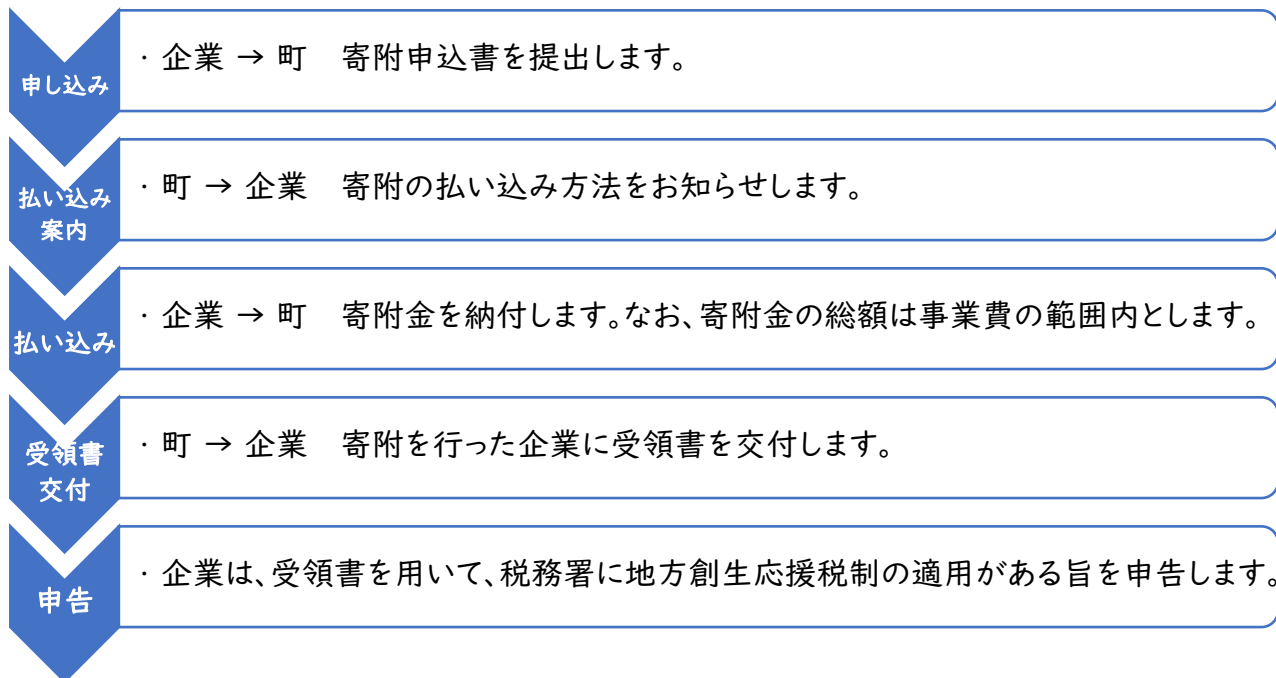 申し込み
・企業 → 町　寄附申込書を提出します。
払い込み
案内
・町 → 企業　寄附の払い込み方法をお知らせします。
払い込み
・企業 → 町　寄附金を納付します。なお、寄附金の総額は事業費の範囲内とします。
受領書
交付
・町 → 企業　寄附を行った企業に受領書を交付します。
申告
・企業は、受領書を用いて、税務署に地方創生応援税制の適用がある旨を申告します。